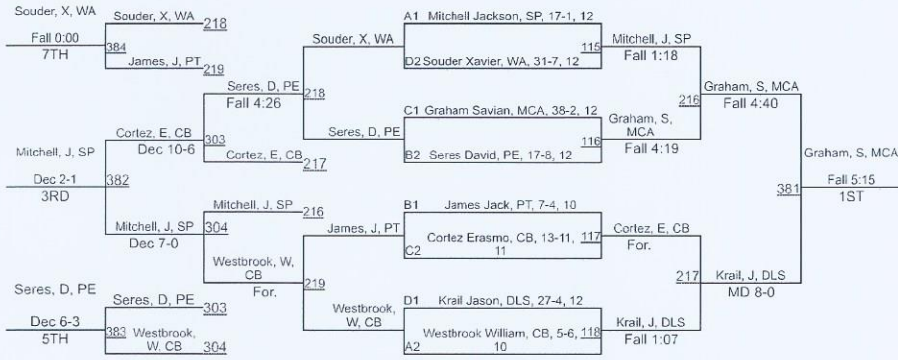 Souder, X, WA
Fall 0:00
7TH
384
Souder, X, WA
218
James, J, PT
219
Mitchell, J, SP
Dec 2-1
3RD
382
Cortez, E, CB
Dec 10-6
303
Seres, D, PE
Fall 4:26
218
Cortez, E, CB
217
Souder, X, WA
Seres, D, PE
Mitchell, J, SP
Dec 7-0
304
Mitchell, J, SP
216
Westbrook, W,
CB
For.
219
James, J, PT
Westbrook,
W, CB
Seres, D, PE
Dec 6-3
5TH
383
Seres, D, PE
303
Westbrook,
W, CB
304
A1 Mitchell Jackson, SP, 17-1, 12
115
D2 Souder Xavier, WA, 31-7, 12
C1 Graham Savian, MCA, 38-2, 12
116
B2 Seres David, PE, 17-8, 12
B1 James Jack, PT, 7-4, 10
117
C2 Cortez Erasmo, CB, 13-11,
11
D1 Krail Jason, DLS, 27-4, 12
118
A2 Westbrook William, CB, 5-6,
10
Mitchell, J, SP
Fall 1:18
216
Graham, S,
MCA
Fall 4:19
Cortez, E, CB
For.
217
Krail, J, DLS
Fall 1:07
Graham, S, MCA
Fall 4:40
381
Krail, J, DLS
MD 8-0
Graham, S, MCA
Fall 5:15
1ST